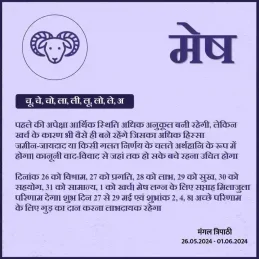 मेष
चू, चे, चो, ला, ली, लू, लो, ले, अ
पहले की अपेक्षा आर्थिक स्थिति अधिक अनुकूल बनी रहेगी, लेकिन
खर्च के कारण भी वैसे ही बने रहेंगे जिसका अधिक हिस्सा
जमीन-जायदाद या किसी गलत निर्णय के चलते अर्थहानि के रूप में
होगा। कानूनी वाद-विवाद से जहां तक हो सके बचे रहना उचित होगा
दिनांक 26 को विश्राम, 27 को प्रगति, 28 को लाभ, 29 को सुख, 30 को
सहयोग, 31 को सामान्य, 1 को खर्च। मेष लग्न के लिए सप्ताह मिलाजुला
परिणाम देगा। शुभ दिन 27 से 29 मई एवं शुभांक 2, 4, 8। अच्छे परिणाम
के लिए गुड़ का दान करना लाभदायक रहेगा
मंगल त्रिपाठी
26.05.2024 - 01.06.2024